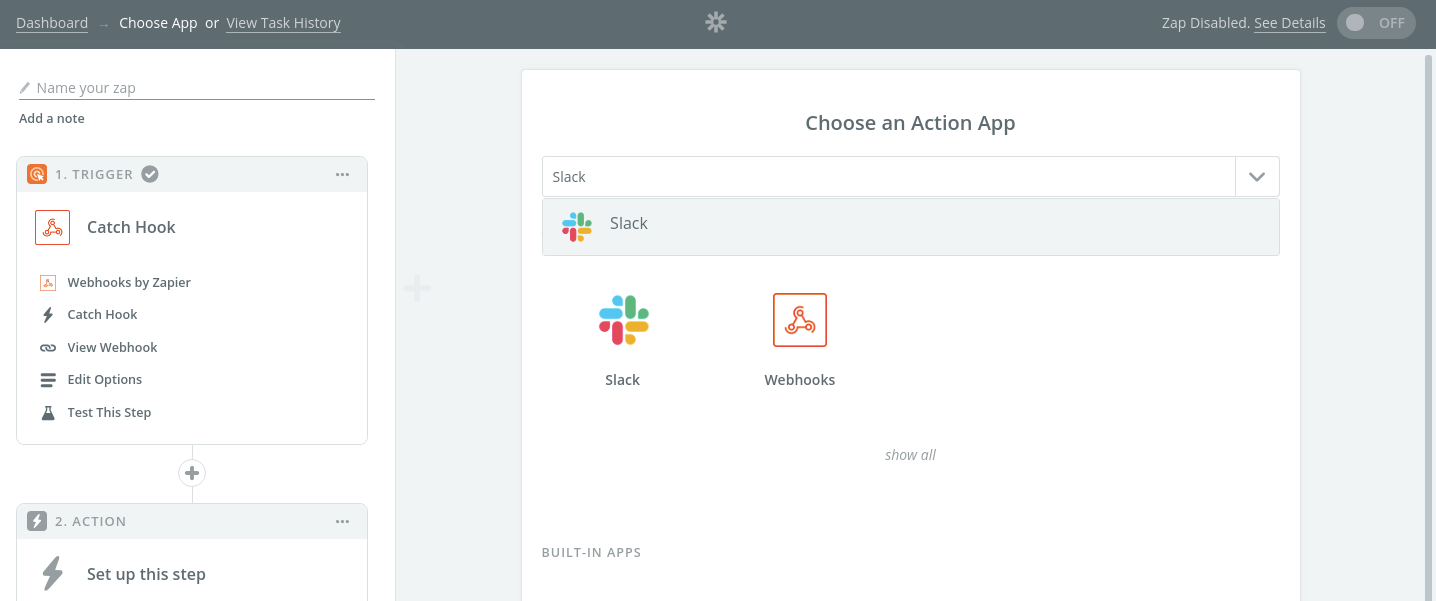 Dashboard → Choose App or View Task History
Zap Disabled. See Details OFF
Name your zap
Add a note
1. TRIGGER
Catch Hook
Webhooks by Zapier
Catch Hook
View Webhook
Edit Options
Test This Step
2. ACTION
Set up this step
Choose an Action App
Slack
Slack
Slack
Webhooks
show all
BUILT-IN APPS